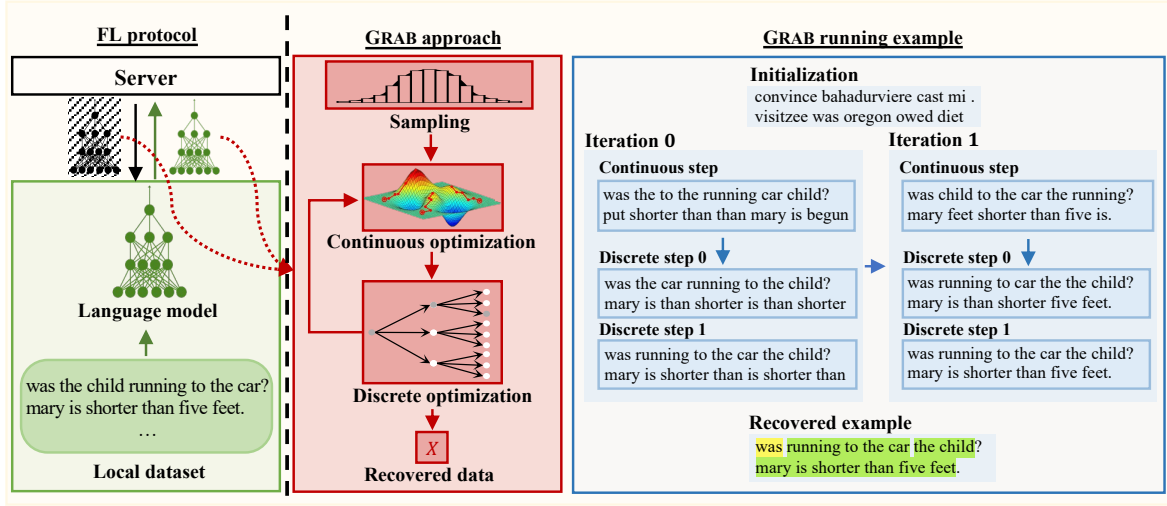 FL protocol
Server
Language model
was the child running to the car?
mary is shorter than five feet.
…
Local dataset
GRAB approach
Sampling
Continuous optimization
Discrete optimization
X
Recovered data
GRAB running example
Initialization
convince bahadurviere cast mi .
visitzee was oregon owed diet
Iteration 0
Continuous step
was the to the running car child?
put shorter than than mary is begun
Discrete step 0
was the car running to the child?
mary is than shorter is than shorter
Discrete step 1
was running to the car the child?
mary is shorter than is shorter than
Iteration 1
Continuous step
was child to the car the running?
mary feet shorter than five is.
Discrete step 0
was running to the car the child?
mary is than shorter five feet.
Discrete step 1
was running to the car the child?
mary is shorter than five feet.
Recovered example
was running to the car the child?
mary is shorter than five feet.